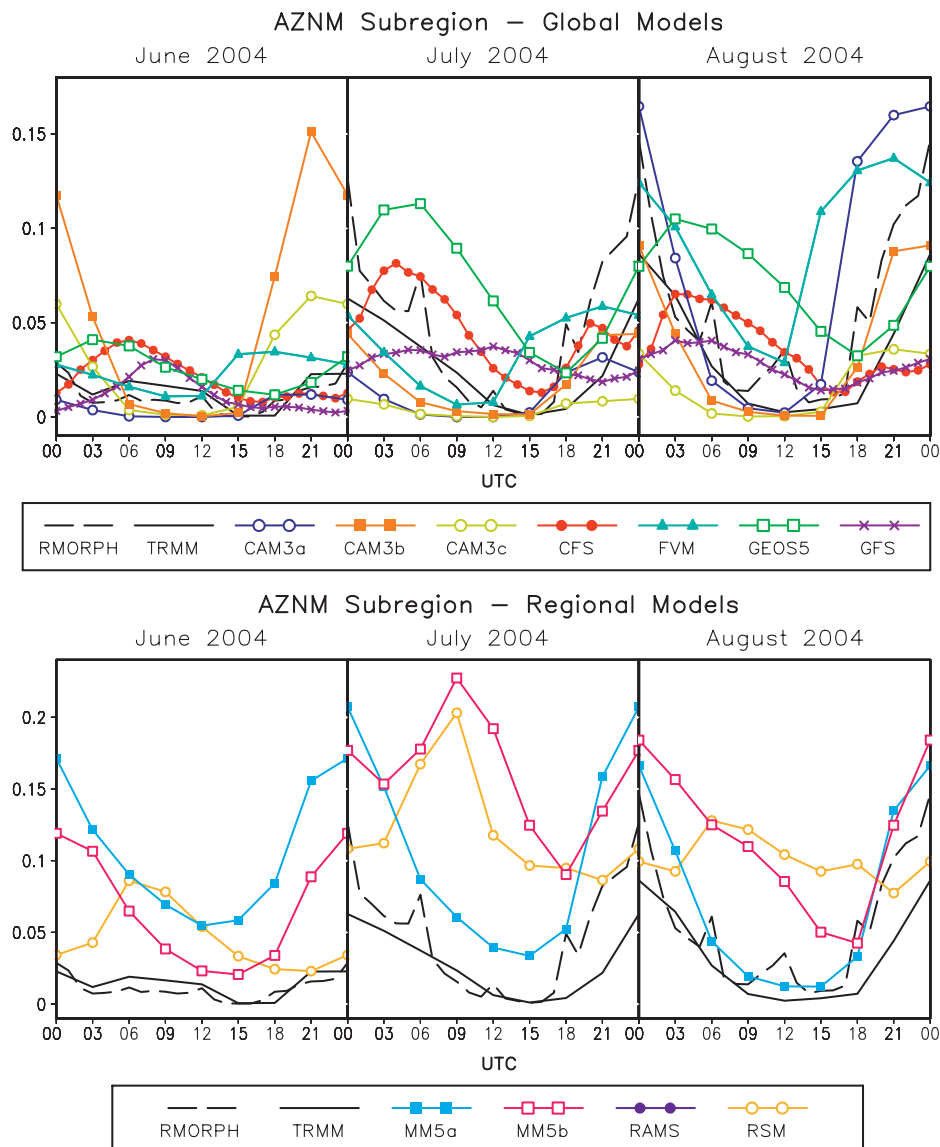 AZNM Subregion – Global Models
June 2004 July 2004 August 2004
0.15
0.1
0.05
0
00 03 06 09 12 15 18 21 00 03 06 09 12 15 18 21 00 03 06 09 12 15 18 21 00
UTC
RMORPH TRMM CAM3a CAM3b CAM3c CFS FVM GEOS5 GFS
AZNM Subregion – Regional Models
June 2004 July 2004 August 2004
0.2
0.15
0.1
0.05
0
00 03 06 09 12 15 18 21 00 03 06 09 12 15 18 21 00 03 06 09 12 15 18 21 00
UTC
RMORPH TRMM MM5a MM5b RAMS RSM